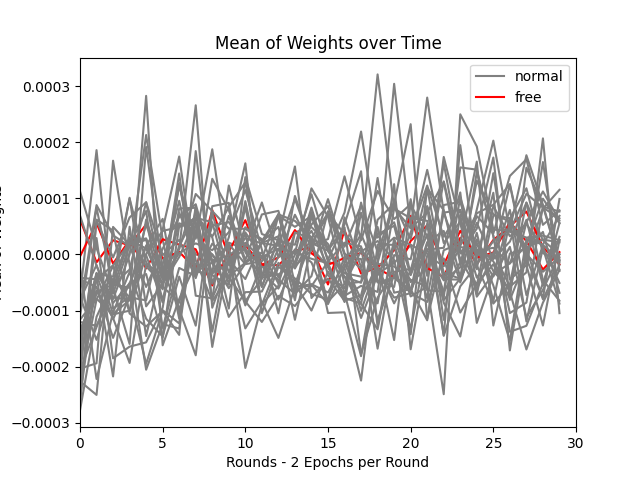 Mean of Weights over Time
normal
free
0.0003
0.0002
0.0001
0.0000
−0.0001
−0.0002
−0.0003
0 5 10 15 20 25 30
Rounds - 2 Epochs per Round